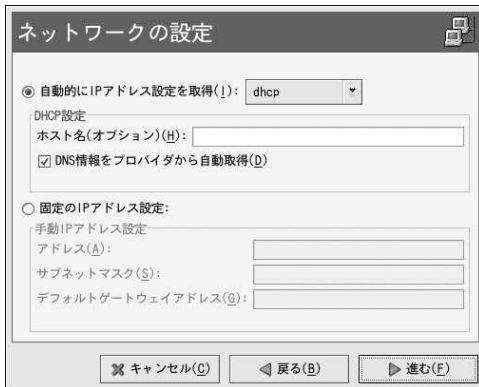 ネットワークの設定
自動的にIPアドレス設定を取得(I): dhcp
DHCP設定
ホスト名(オプション)(H):
DNS情報をプロバイダから自動取得(D)
固定のIPアドレス設定:
手動IPアドレス設定
アドレス(A):
サブネットマスク(S):
デフォルトゲートウェイアドレス(G):
キャンセル(C) 戻る(B) 進む(F)